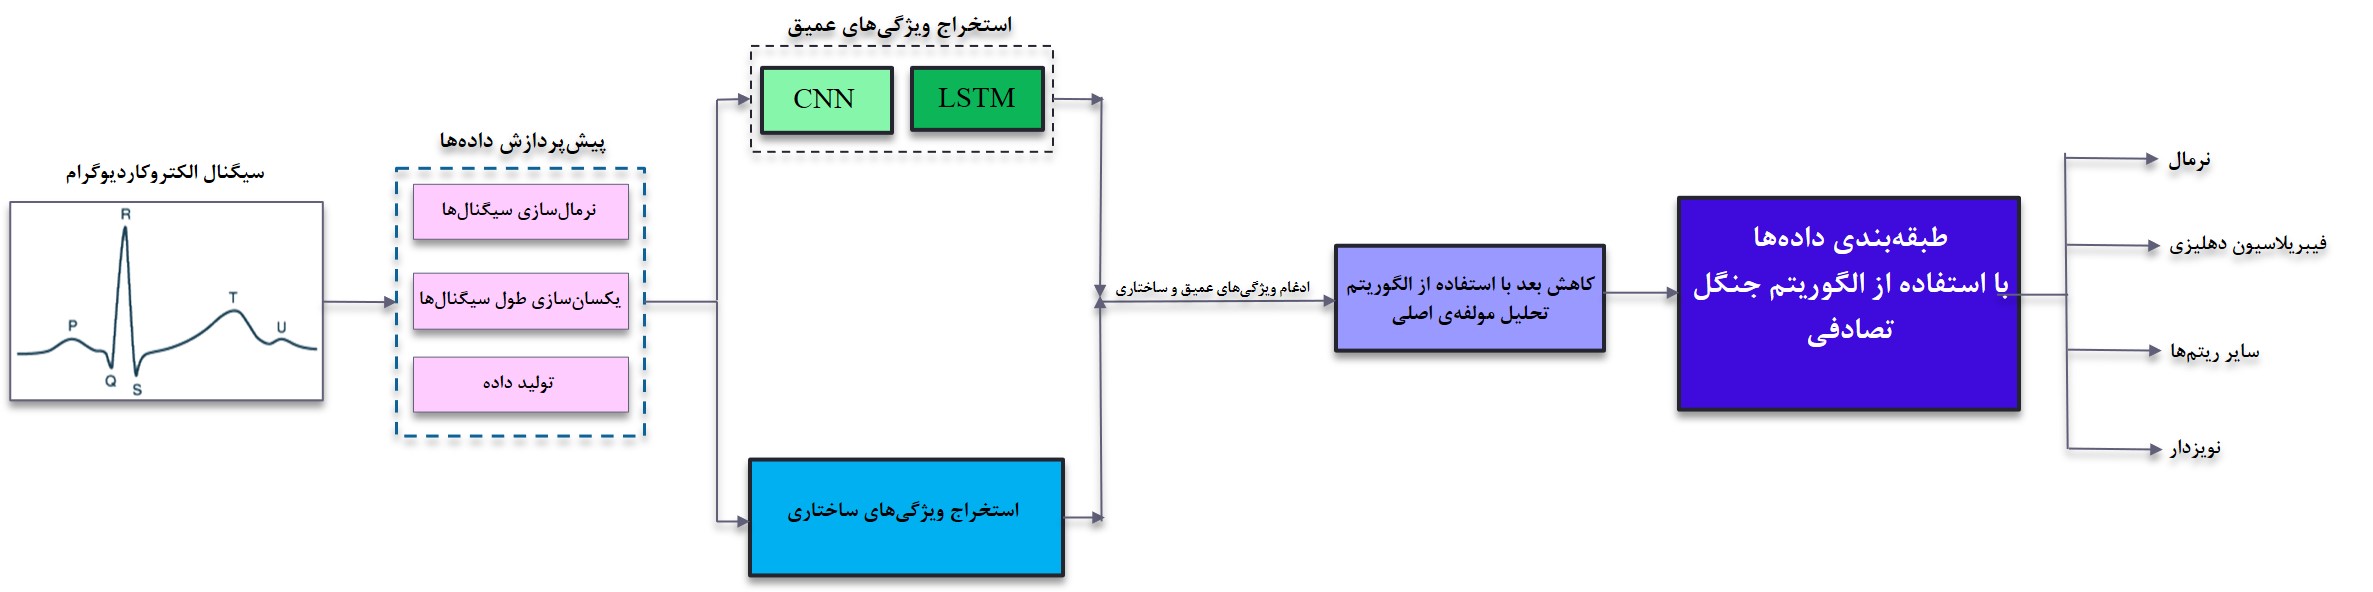 سیگنال الکتروکاردیوگرام
R
P
Q
S
T
U
پیش‌پردازش داده‌ها
نرمال‌سازی سیگنال‌ها
یکسان‌سازی طول سیگنال‌ها
تولید داده
استخراج ویژگی‌های عمیق
CNN
LSTM
استخراج ویژگی‌های ساختاری
ادغام ویژگی‌های عمیق و ساختاری
کاهش بعد با استفاده از الگوریتم
تحلیل مولفه‌ی اصلی
طبقه‌بندی داده‌ها
با استفاده از الگوریتم جنگل
تصادفی
نرمال
فیبریلاسیون دهلیزی
سایر ریتم‌ها
نویزدار